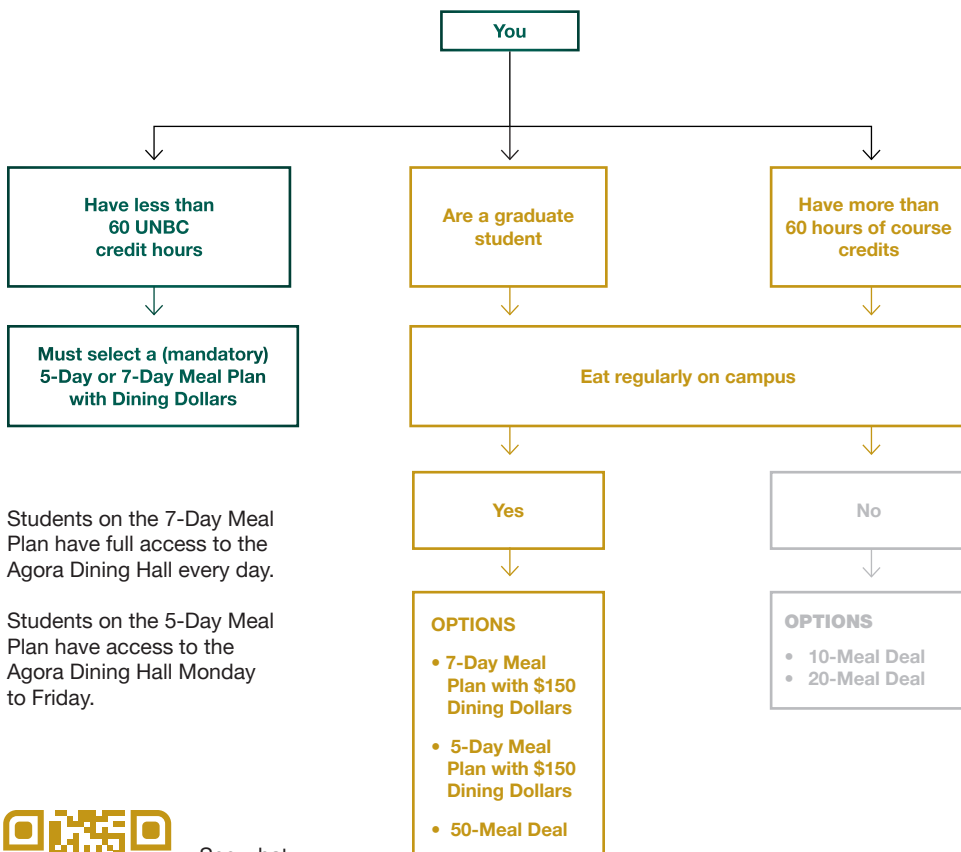 You
Have less than
60 UNBC
credit hours
Are a graduate
student
Have more than
60 hours of course
credits
Must select a (mandatory)
5-Day or 7-Day Meal Plan
with Dining Dollars
Eat regularly on campus
Yes
No
Students on the 7-Day Meal
Plan have full access to the
Agora Dining Hall every day.
Students on the 5-Day Meal
Plan have access to the
Agora Dining Hall Monday
to Friday.
OPTIONS
• 7-Day Meal
Plan with $150
Dining Dollars
• 5-Day Meal
Plan with $150
Dining Dollars
• 50-Meal Deal
OPTIONS
• 10-Meal Deal
• 20-Meal Deal